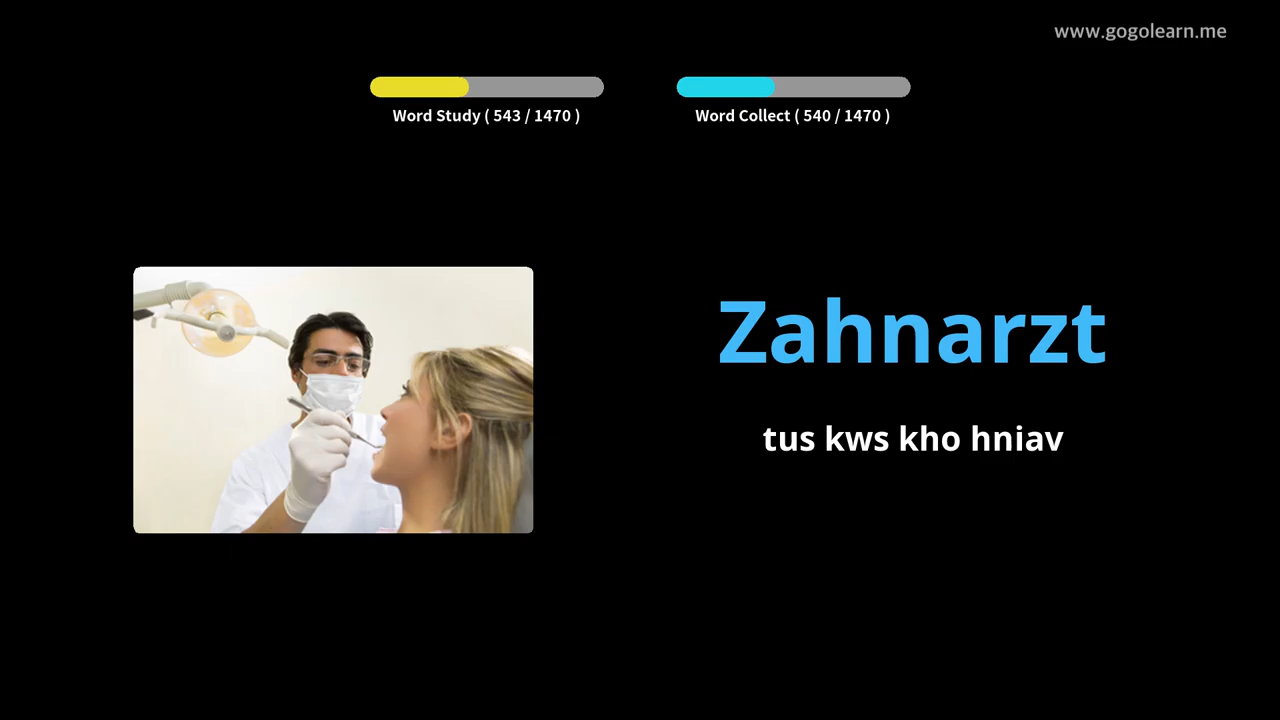 www.gogolearn.me
Word Study ( 543 / 1470 )
Word Collect ( 540 / 1470 )
Zahnarzt
tus kws kho hniav